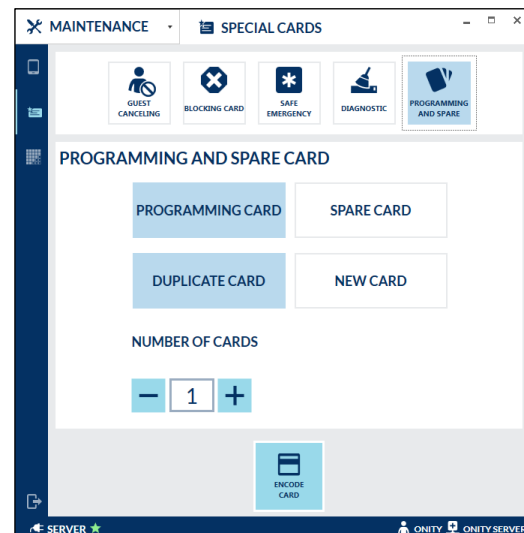 MAINTENANCE
SPECIAL CARDS
GUEST
CANCELING
BLOCKING CARD
SAFE
EMERGENCY
DIAGNOSTIC
PROGRAMMING
AND SPARE
PROGRAMMING AND SPARE CARD
PROGRAMMING CARD
SPARE CARD
DUPLICATE CARD
NEW CARD
NUMBER OF CARDS
1
ENCODE
CARD
SERVER
ONITY
ONITY SERVER